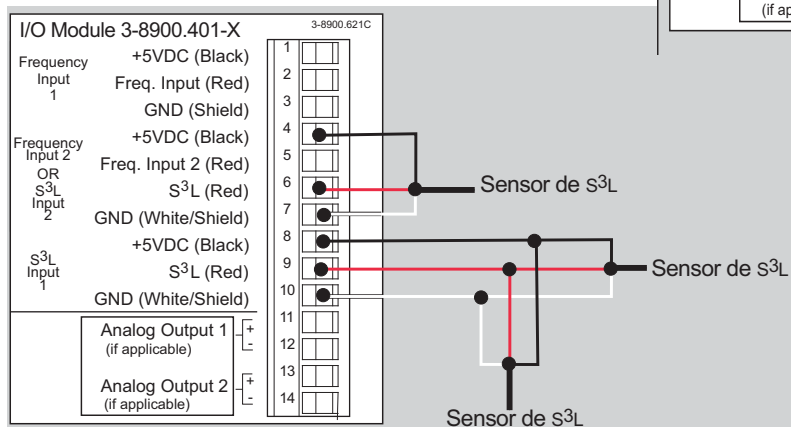 (if ap
I/O Module 3-8900.401-X
3-8900.621C
Frequency
Input
1
+5VDC (Black)
1
Freq. Input (Red)
2
GND (Shield)
3
Frequency
Input 2
OR
S³L
Input
2
+5VDC (Black)
4
Freq. Input 2 (Red)
5
S³L (Red)
6
GND (White/Shield)
7
Sensor de S³L
S³L
Input
1
+5VDC (Black)
8
S³L (Red)
9
GND (White/Shield)
10
Sensor de S³L
Analog Output 1
(if applicable)
+
-
11
12
Analog Output 2
(if applicable)
+
-
13
14
Sensor de S³L